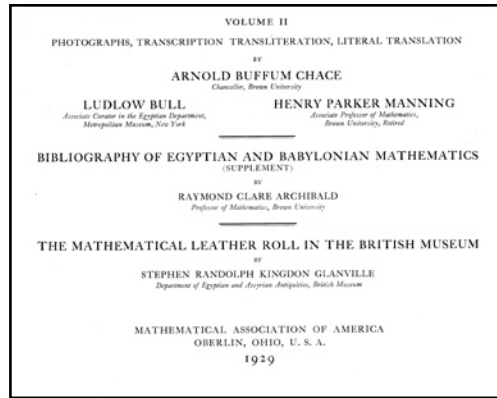 VOLUME II
PHOTOGRAPHS, TRANSCRIPTION TRANSLITERATION, LITERAL TRANSLATION
BY
ARNOLD BUFFUM CHACE
Chancellor, Brown University
LUDLOW BULL
Associate Curator in the Egyptian Department,
Metropolitan Museum, New York
HENRY PARKER MANNING
Associate Professor of Mathematics,
Brown University, Retired
BIBLIOGRAPHY OF EGYPTIAN AND BABYLONIAN MATHEMATICS
(SUPPLEMENT)
BY
RAYMOND CLARE ARCHIBALD
Professor of Mathematics, Brown University
THE MATHEMATICAL LEATHER ROLL IN THE BRITISH MUSEUM
BY
STEPHEN RANDOLPH KINGDON GLANVILLE
Department of Egyptian and Assyrian Antiquities, British Museum
MATHEMATICAL ASSOCIATION OF AMERICA
OBERLIN, OHIO, U. S. A.
1929